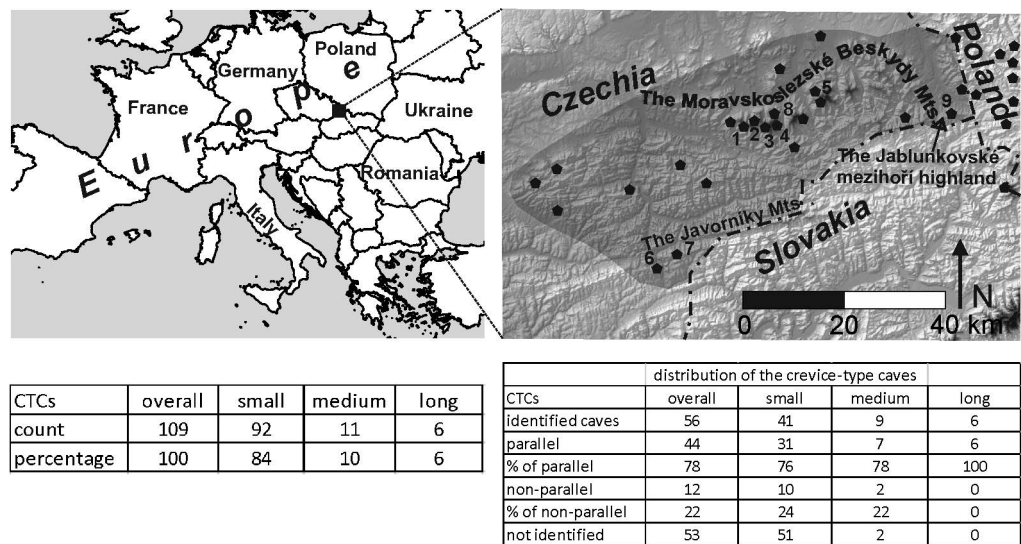 Poland
Germany
France
Ukraine
Romania
Italy
Europe
Czechia
Poland
The Moravskoslezské Beskydy Mts
5
9
8
1 2 3 4
The Jablunkovské
mezihoří highland
The Javorníky Mts
6 7
Slovakia
N
0 20 40 km
CTCs overall small medium long
count 109 92 11 6
percentage 100 84 10 6
distribution of the crevice-type caves
CTCs overall small medium long
identified caves 56 41 9 6
parallel 44 31 7 6
% of parallel 78 76 78 100
non-parallel 12 10 2 0
% of non-parallel 22 24 22 0
not identified 53 51 2 0